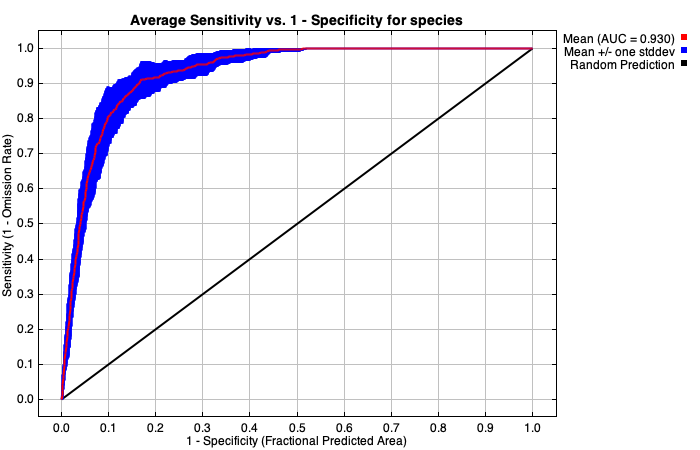 Average Sensitivity vs. 1 - Specificity for species
Mean (AUC = 0.930)
Mean +/- one stddev
Random Prediction
Sensitivity (1 - Omission Rate)
1.0
0.9
0.8
0.7
0.6
0.5
0.4
0.3
0.2
0.1
0.0
0.0 0.1 0.2 0.3 0.4 0.5 0.6 0.7 0.8 0.9 1.0
1 - Specificity (Fractional Predicted Area)